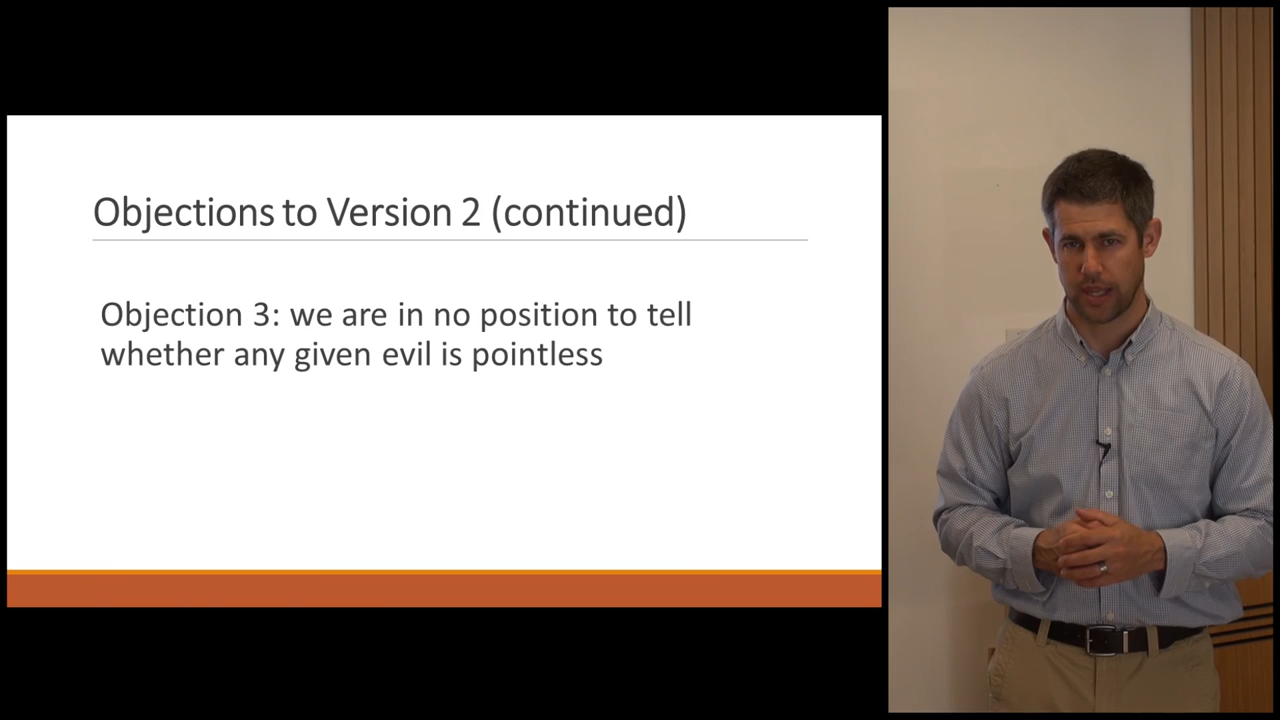 Objections to Version 2 (continued)
Objection 3: we are in no position to tell
whether any given evil is pointless